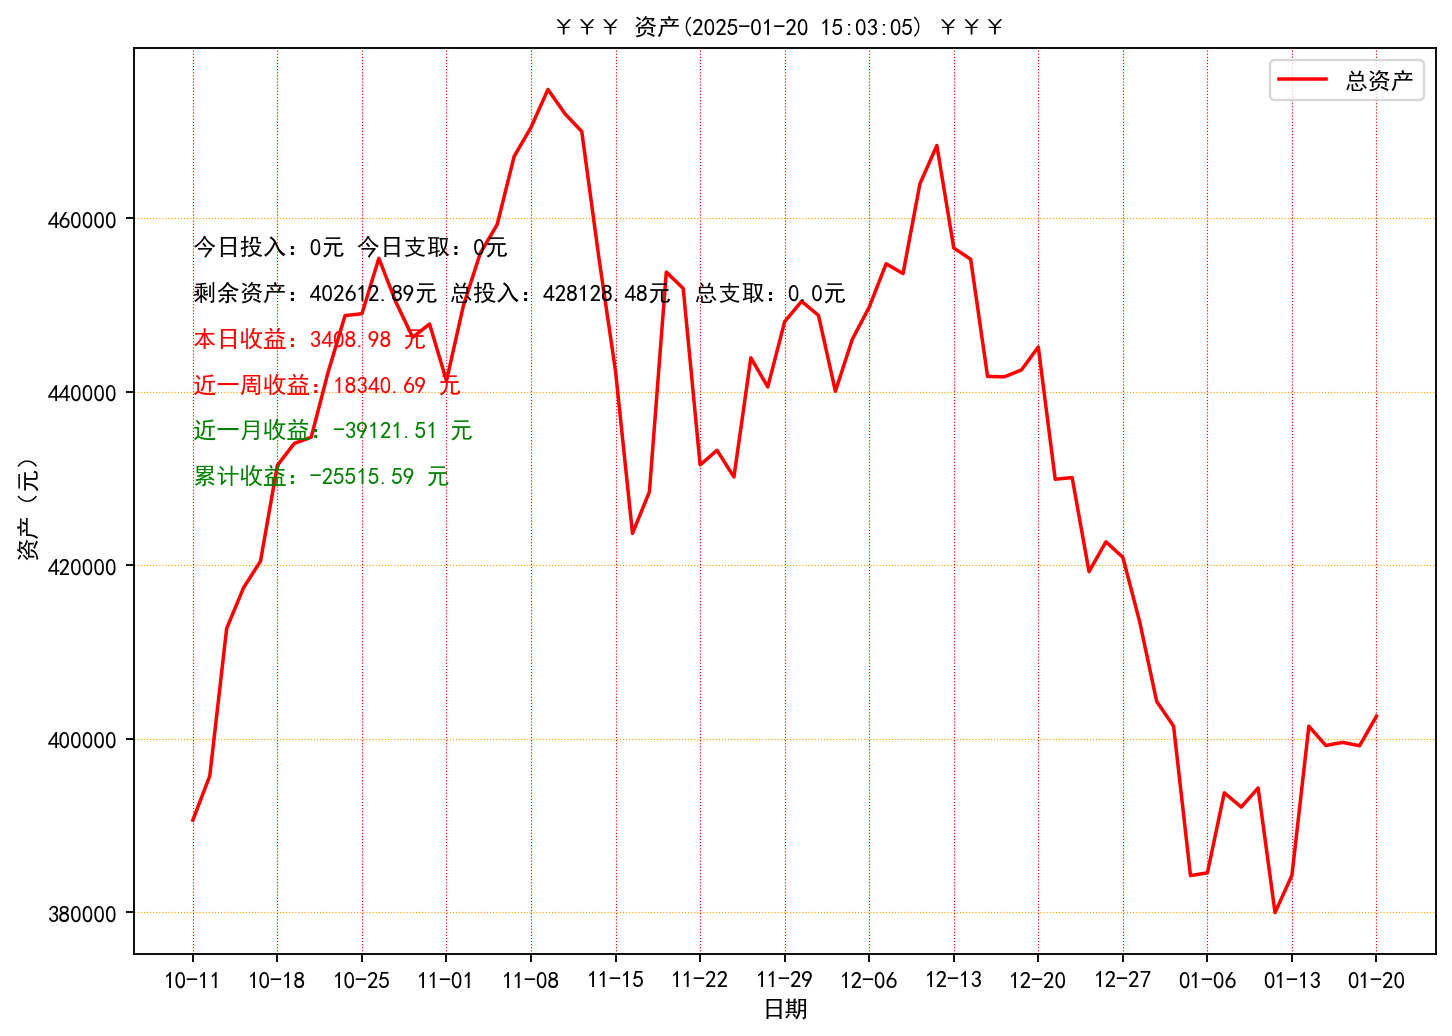 ￥￥￥ 资产(2025-01-20 15:03:05) ￥￥￥
总资产
460000
440000
420000
400000
380000
资产（元）
今日投入：0元 今日支取：0元
剩余资产：402612.89元 总投入：428128.48元  总支取：0.0元
本日收益：3408.98 元
近一周收益：18340.69 元
近一月收益：-39121.51 元
累计收益：-25515.59 元
10-11 10-18 10-25 11-01 11-08 11-15 11-22 11-29 12-06 12-13 12-20 12-27 01-06 01-13 01-20
日期